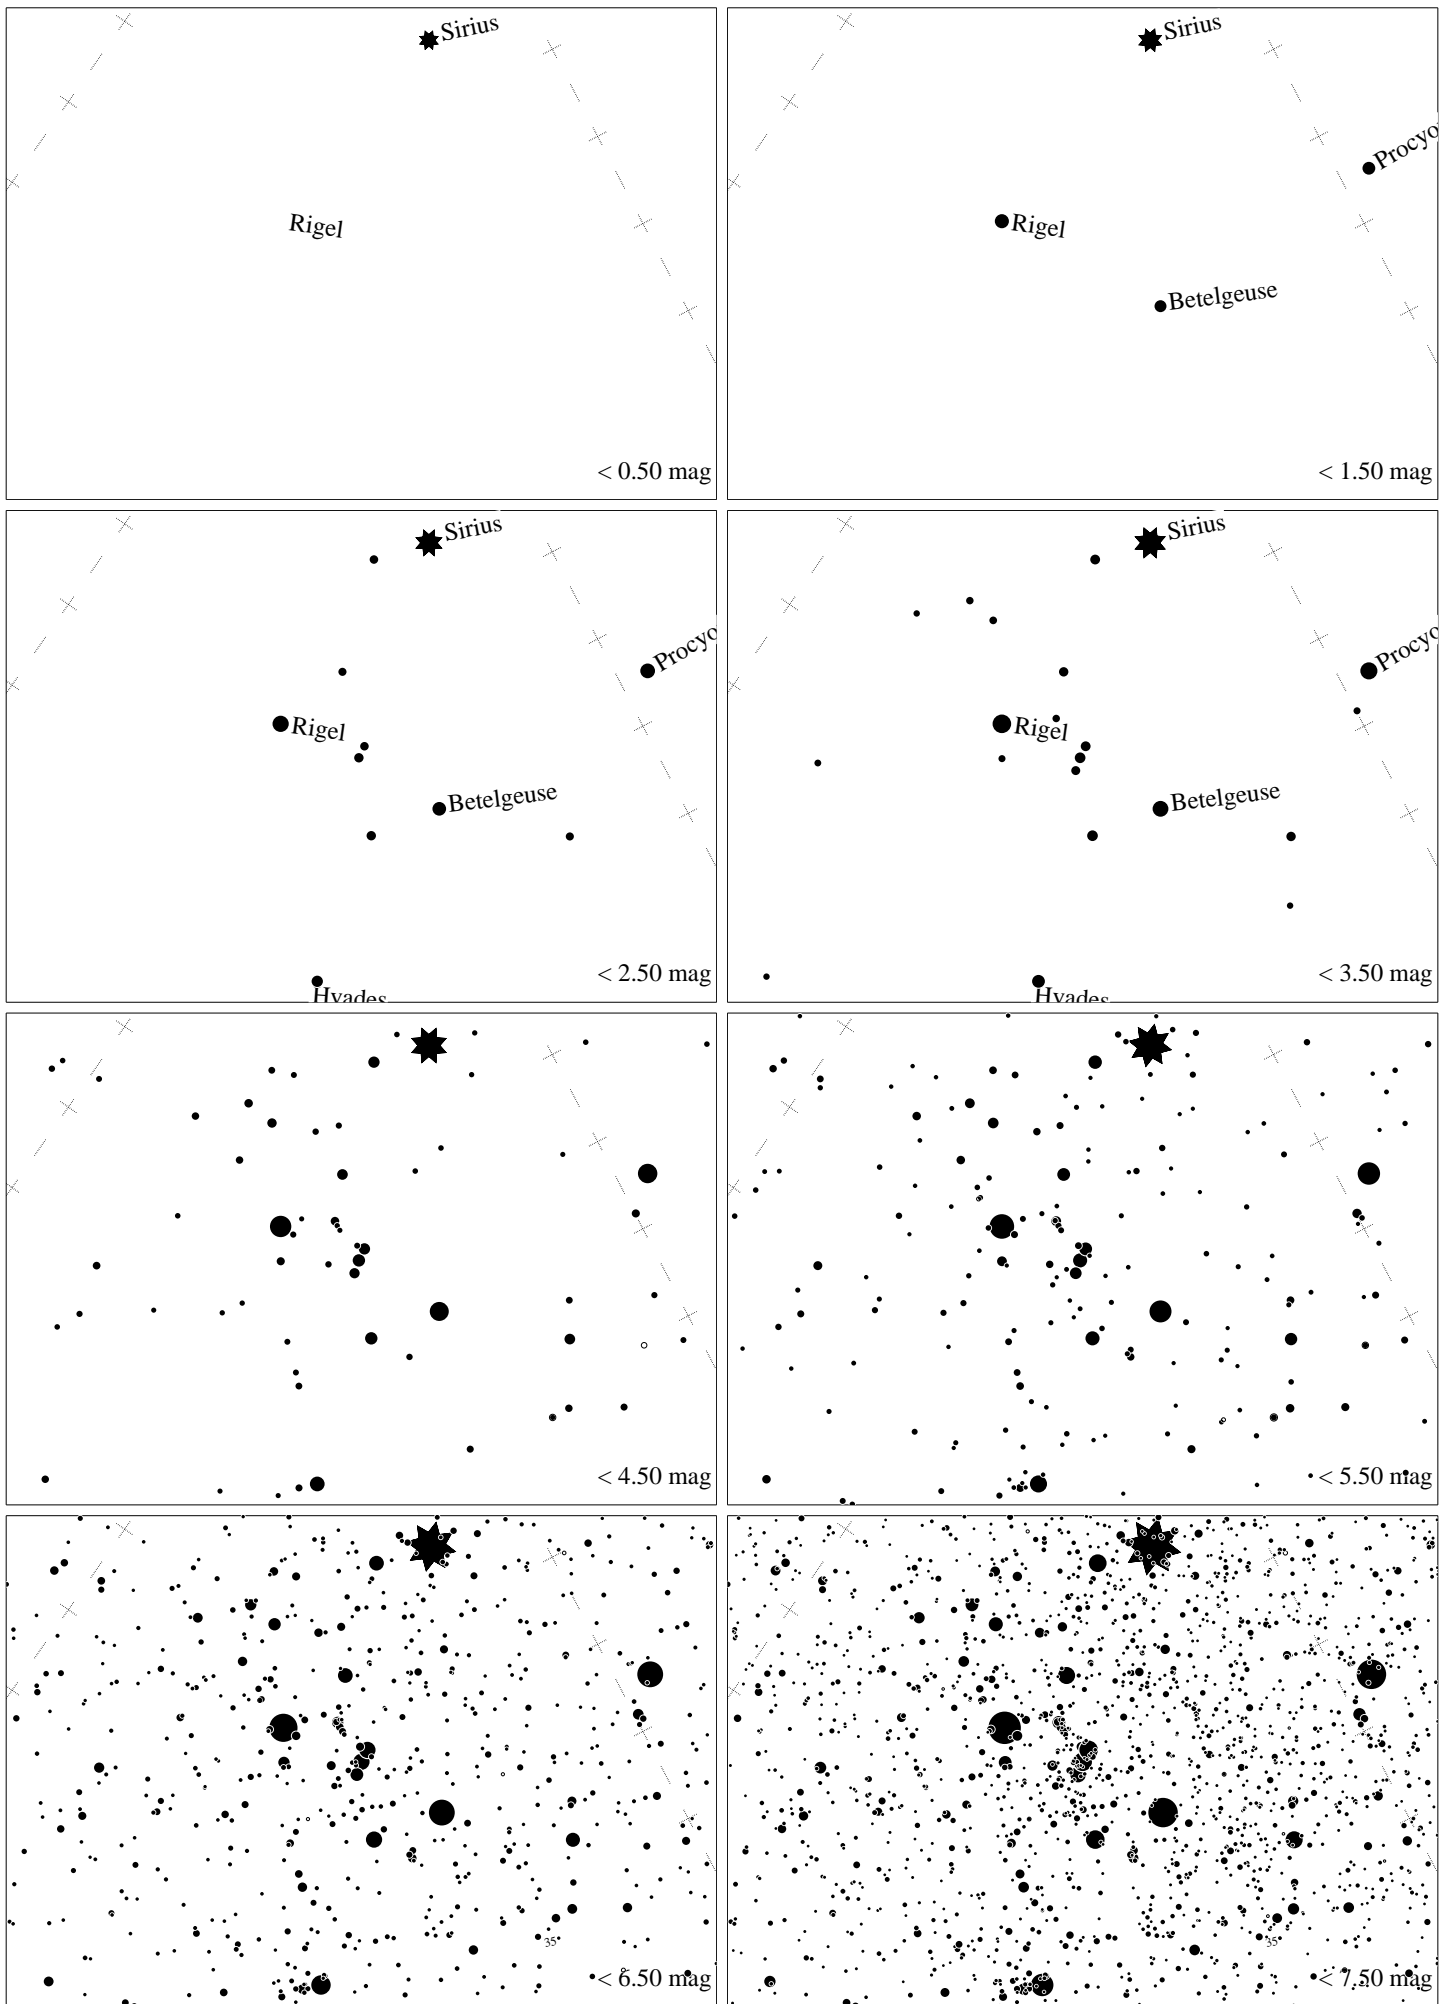 Sirius
Rigel
< 0.50 mag
Sirius
Procyo
Rigel
Betelgeuse
< 1.50 mag
Sirius
Procyo
Rigel
Betelgeuse
Hyades
< 2.50 mag
Sirius
Procyo
Rigel
Betelgeuse
Hyades
< 3.50 mag
< 4.50 mag
< 5.50 mag
35
< 6.50 mag
35
< 7.50 mag